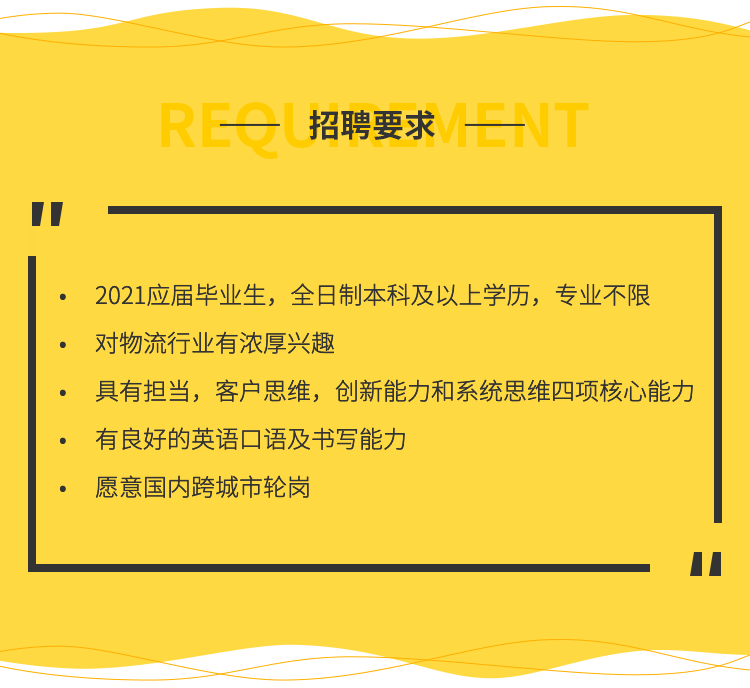 REQUIREMENT
招聘要求
"
• 2021应届毕业生，全日制本科及以上学历，专业不限
• 对物流行业有浓厚兴趣
• 具有担当，客户思维，创新能力和系统思维四项核心能力
• 有良好的英语口语及书写能力
• 愿意国内跨城市轮岗
"